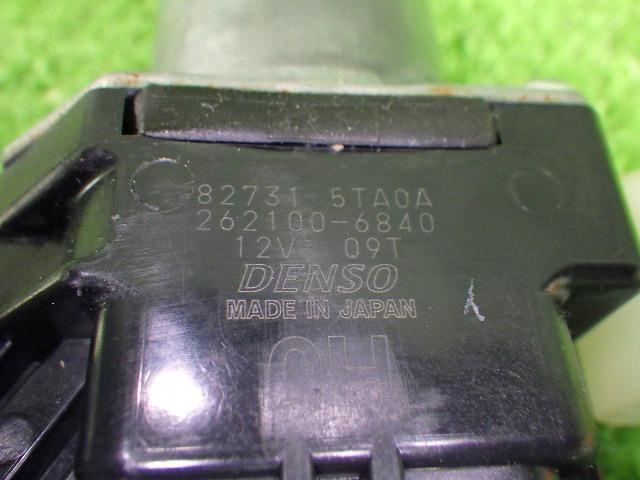 82731 5TA0A
262100-6840
12V 09T
DENSO
MADE IN JAPAN